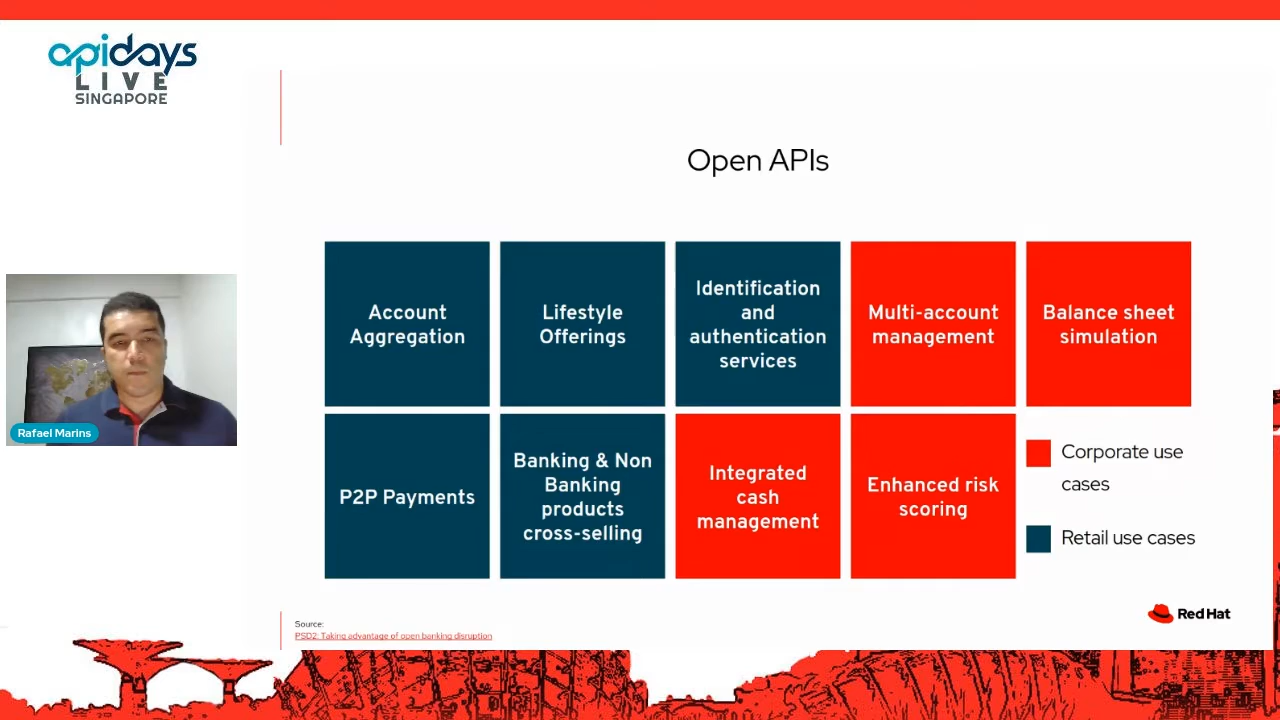 apidays
LIVE
SINGAPORE
Open APIs
Account
Aggregation
Lifestyle
Offerings
Identification
and
authentication
services
Multi-account
management
Balance sheet
simulation
P2P Payments
Banking & Non
Banking
products
cross-selling
Integrated
cash
management
Enhanced risk
scoring
Corporate use
cases
Retail use cases
Rafael Marins
Source:
PSD2: Taking advantage of open banking disruption
Red Hat